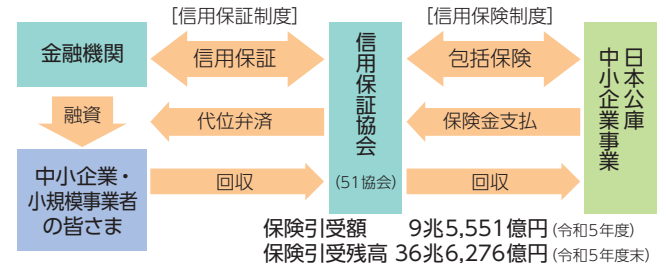 [信用保証制度]
[信用保険制度]
金融機関
信用保証
信用保証協会
(51協会)
包括保険
日本公庫
中小企業事業
融資
代位弁済
保険金支払
中小企業・
小規模事業者
の皆さま
回収
回収
保険引受額 9兆5,551億円(令和5年度)
保険引受残高 36兆6,276億円(令和5年度末)